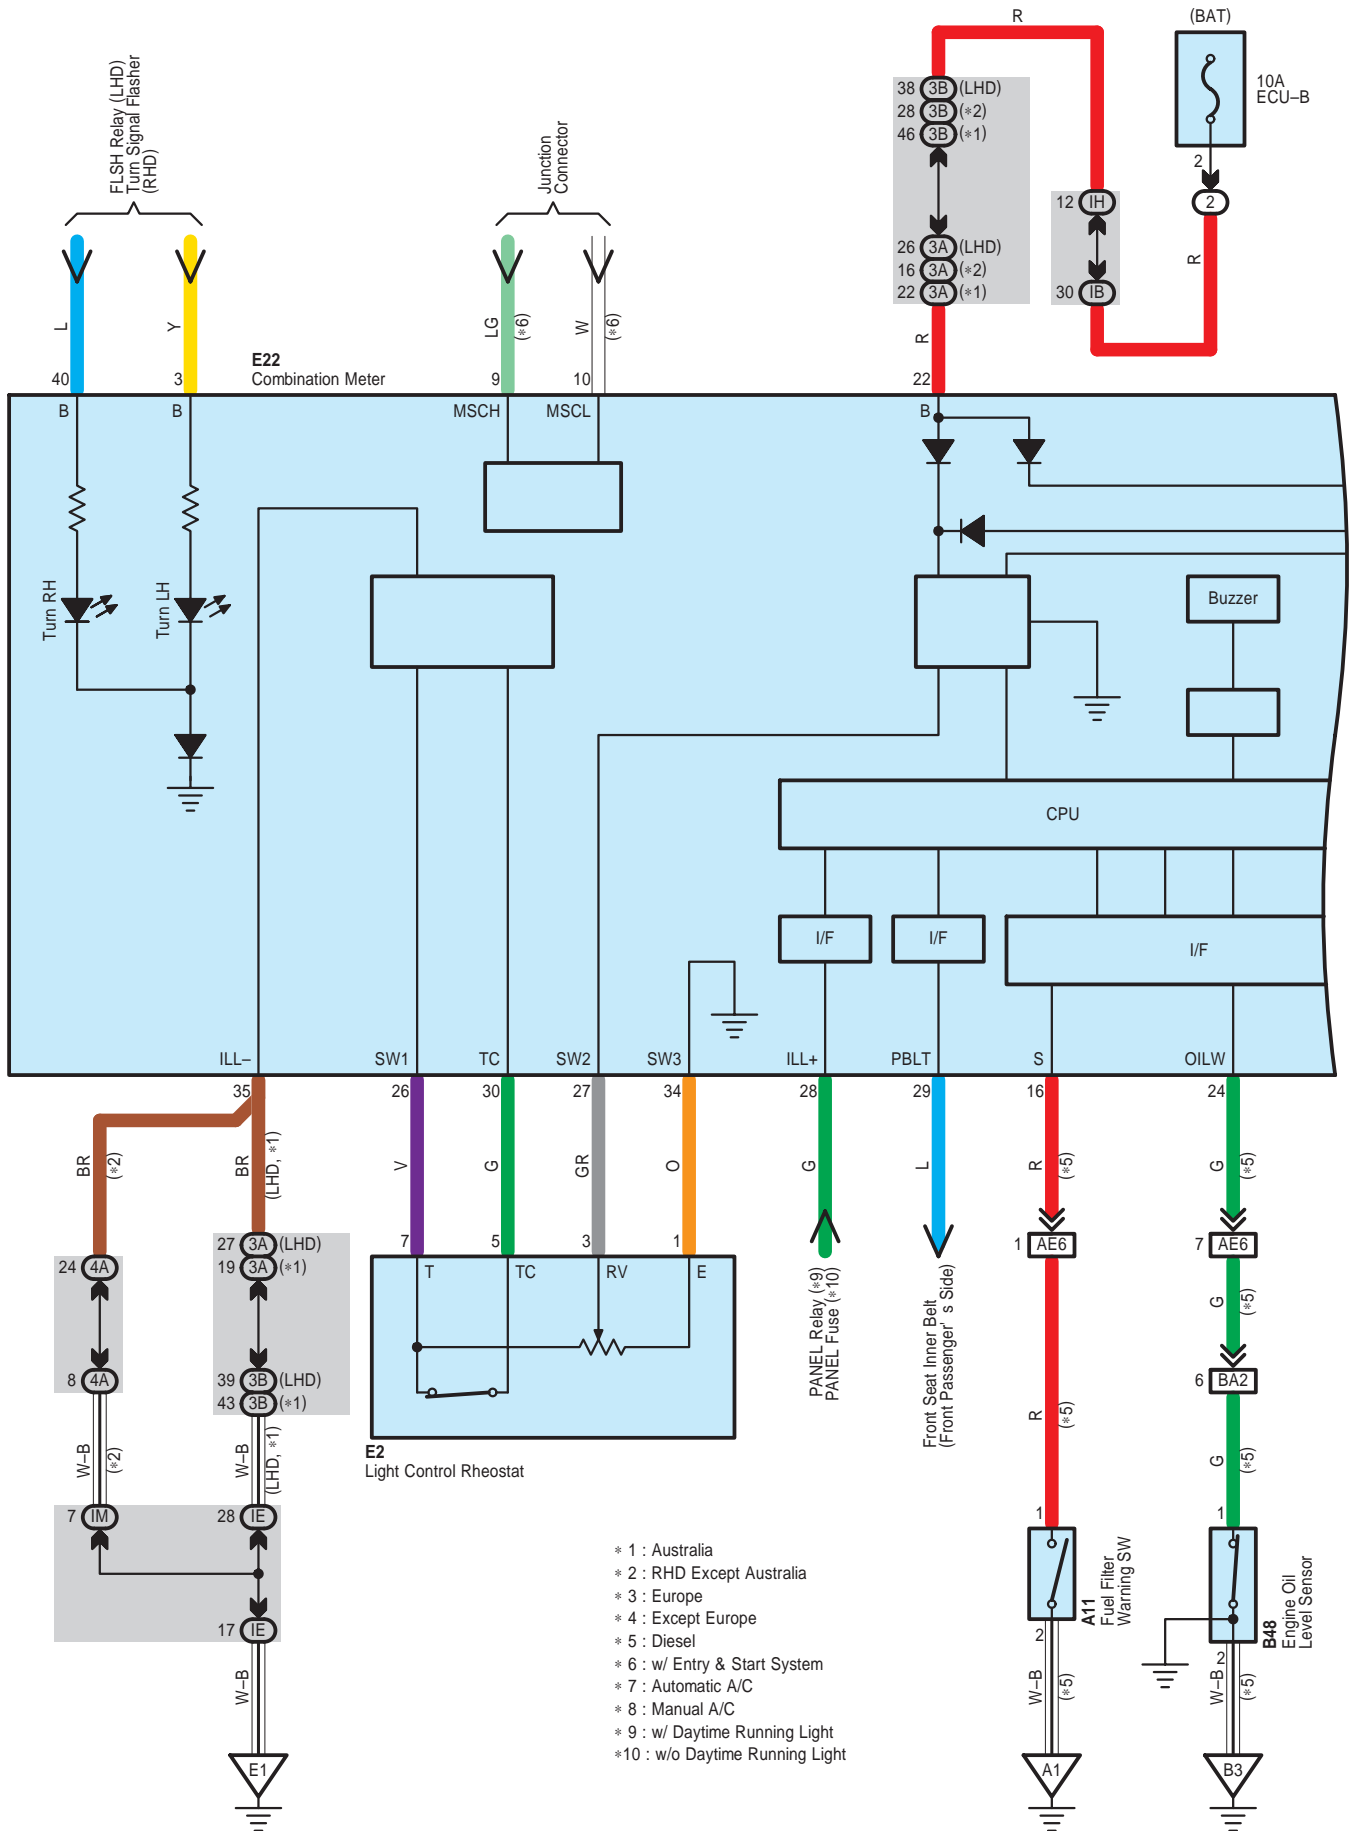 R
(BAT)
10A
ECU–B
2
2
R
FLSH Relay (LHD)
Turn Signal Flasher
(RHD)
Junction
Connector
38 3B (LHD)
28 3B (∗2)
46 3B (∗1)
26 3A (LHD)
16 3A (∗2)
22 3A (∗1)
12 IH
30 IB
L
Y
LG
(∗6)
W
(∗6)
R
E22
Combination Meter
40
3
9
10
22
B
B
MSCH
MSCL
B
Turn RH
Turn LH
Buzzer
CPU
I/F
I/F
I/F
ILL–
SW1
TC
SW2
SW3
ILL+
PBLT
S
OILW
35
26
30
27
34
28
29
16
24
BR
(∗2)
BR
(LHD, ∗1)
V
G
GR
O
G
L
R
(∗5)
G
(∗5)
27 3A (LHD)
19 3A (∗1)
24 4A
8 4A
39 3B (LHD)
43 3B (∗1)
7
5
3
1
T
TC
RV
E
E2
Light Control Rheostat
PANEL Relay (∗9)
PANEL Fuse (∗10)
Front Seat Inner Belt
(Front Passenger' s Side)
1 AE6
7 AE6
G
(∗5)
6 BA2
R
(∗5)
G
(∗5)
W–B
(∗2)
W–B
(LHD, ∗1)
7 IM
28 IE
17 IE
W–B
E1
1
A11
Fuel Filter
Warning SW
2
W–B
(∗5)
A1
1
B48
Engine Oil
Level Sensor
2
W–B
(∗5)
B3
∗ 1 : Australia
∗ 2 : RHD Except Australia
∗ 3 : Europe
∗ 4 : Except Europe
∗ 5 : Diesel
∗ 6 : w/ Entry & Start System
∗ 7 : Automatic A/C
∗ 8 : Manual A/C
∗ 9 : w/ Daytime Running Light
∗10 : w/o Daytime Running Light